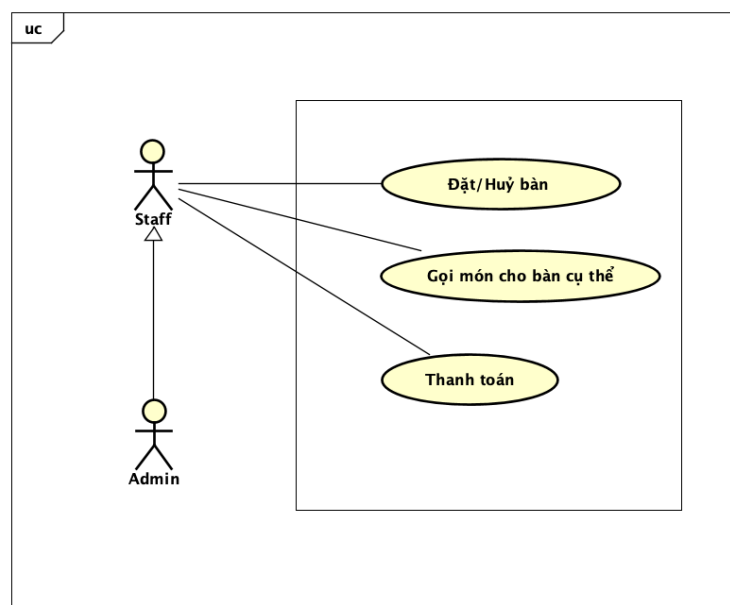 uc
Đặt/Huỷ bàn
Staff
Gọi món cho bàn cụ thể
Thanh toán
Admin